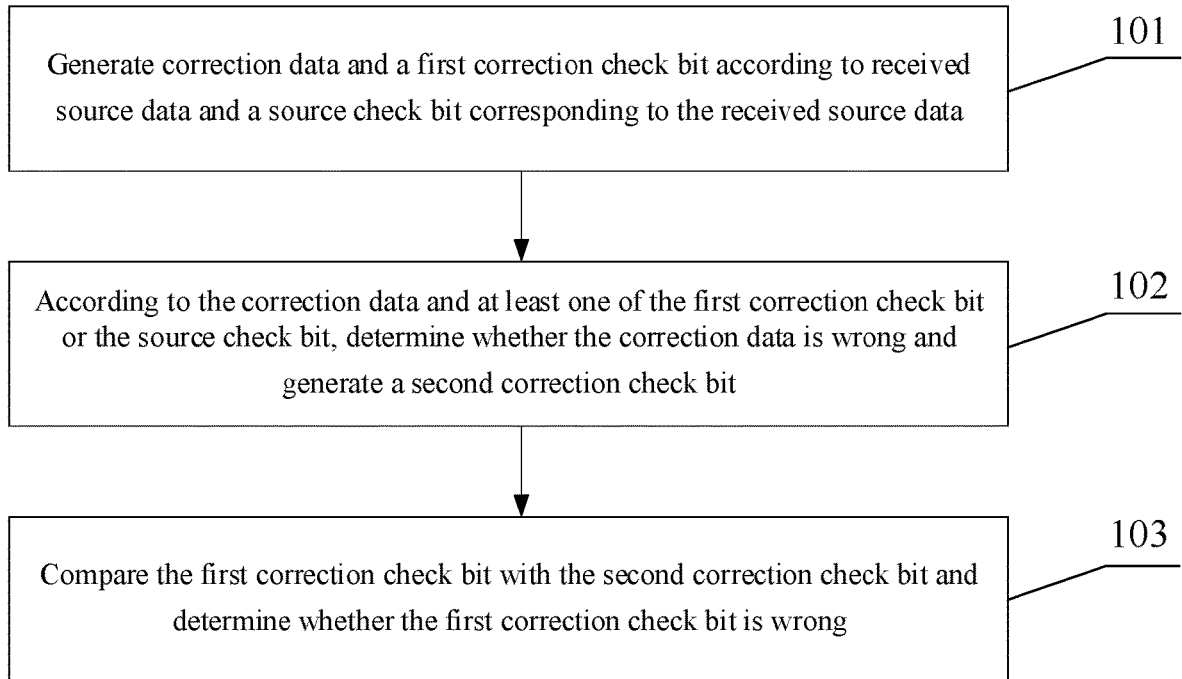 101
Generate correction data and a first correction check bit according to received
source data and a source check bit corresponding to the received source data
102
According to the correction data and at least one of the first correction check bit
or the source check bit, determine whether the correction data is wrong and
generate a second correction check bit
103
Compare the first correction check bit with the second correction check bit and
determine whether the first correction check bit is wrong